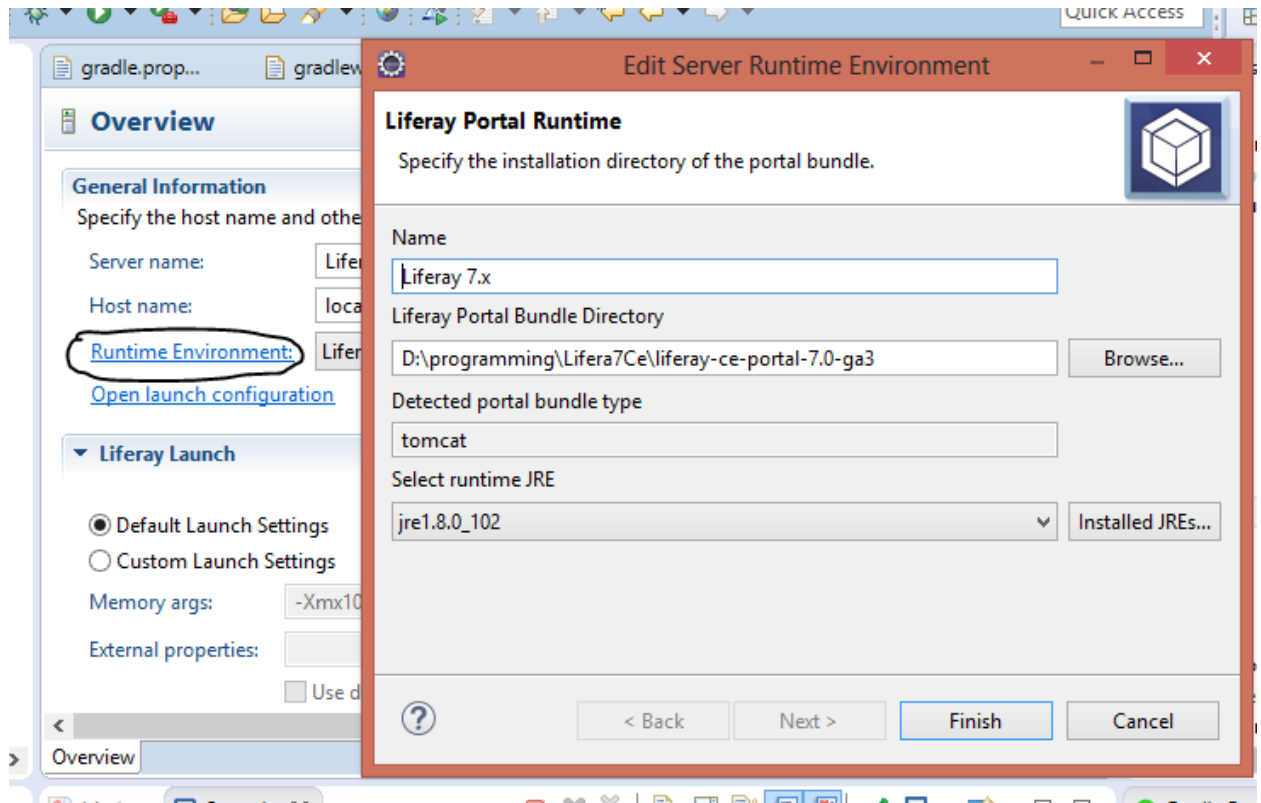 Quick Access
gradle.prop...
gradlew
Overview
General Information
Specify the host name and othe
Server name:
Lifer
Host name:
loca
Runtime Environment:
Lifer
Open launch configuration
Liferay Launch
Default Launch Settings
Custom Launch Settings
Memory args:
-Xmx10
External properties:
Use d
Overview
Edit Server Runtime Environment
Liferay Portal Runtime
Specify the installation directory of the portal bundle.
Name
Liferay 7.x
Liferay Portal Bundle Directory
D:\programming\Lifera7Ce\liferay-ce-portal-7.0-ga3
Browse...
Detected portal bundle type
tomcat
Select runtime JRE
jre1.8.0_102
Installed JREs...
< Back
Next >
Finish
Cancel